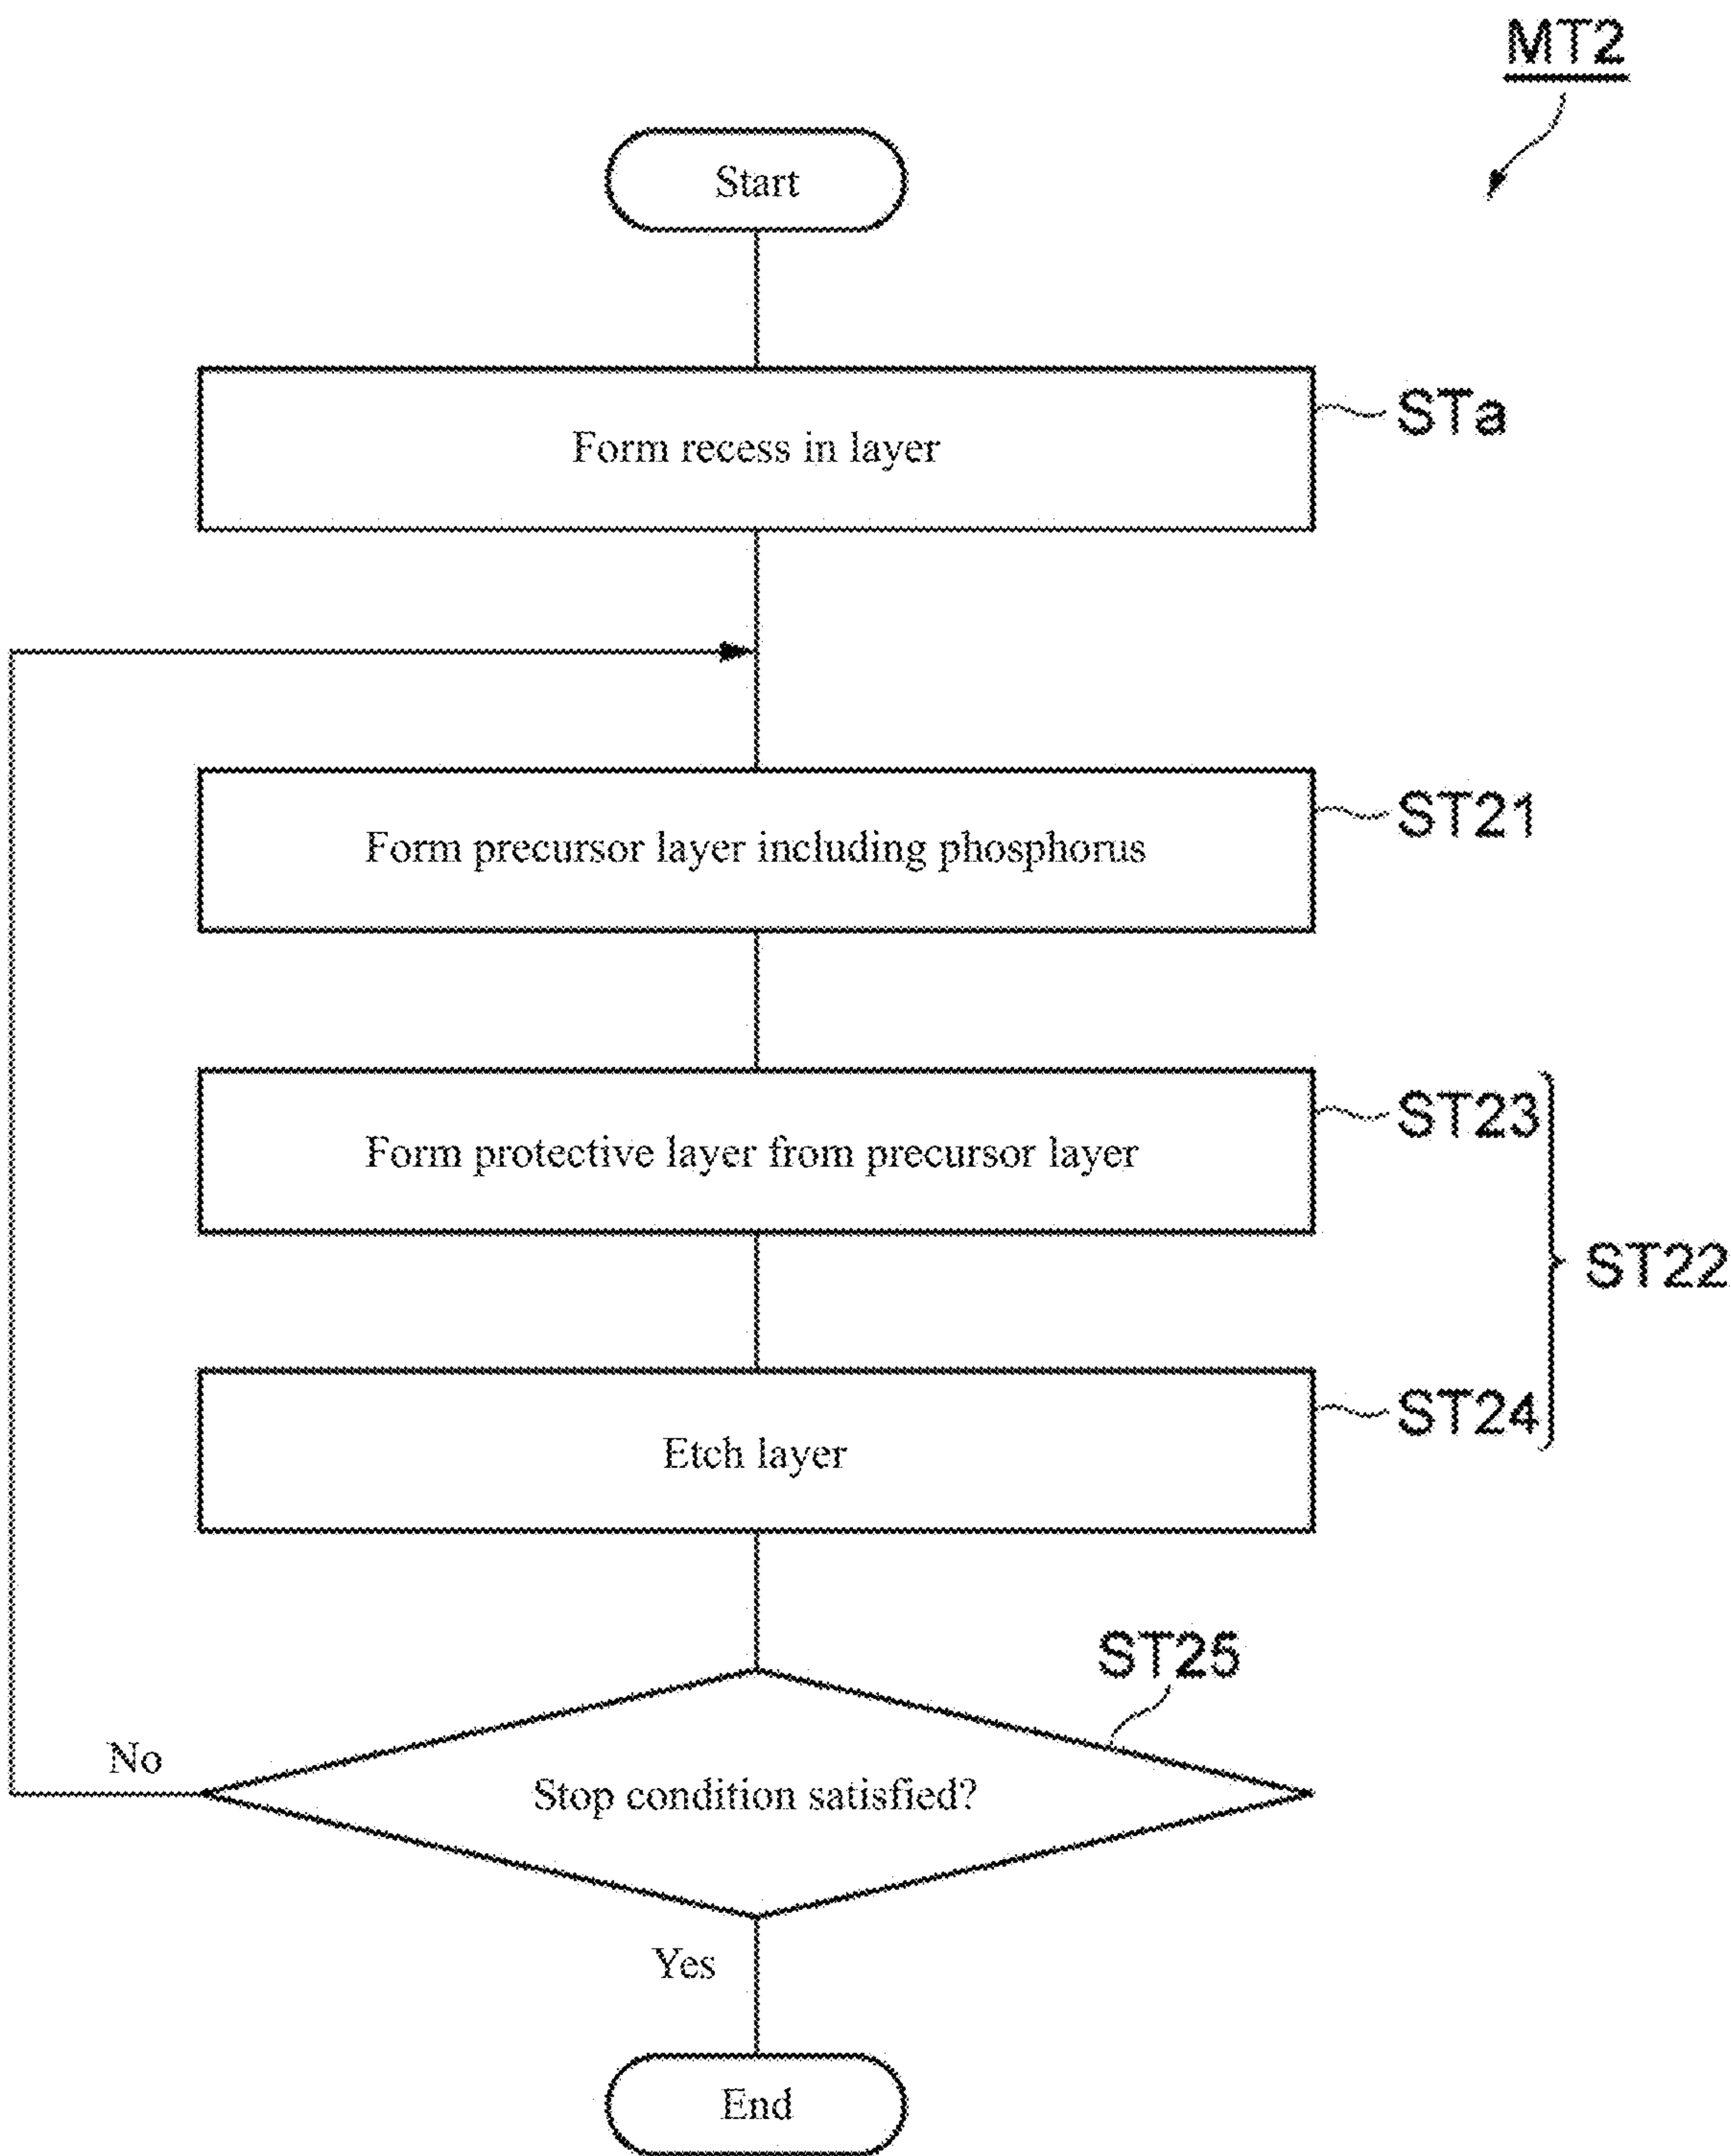 MT2
Start
Form recess in layer
STa
Form precursor layer including phosphorus
ST21
Form protective layer from precursor layer
ST23
ST22
Etch layer
ST24
ST25
Stop condition satisfied?
No
Yes
End